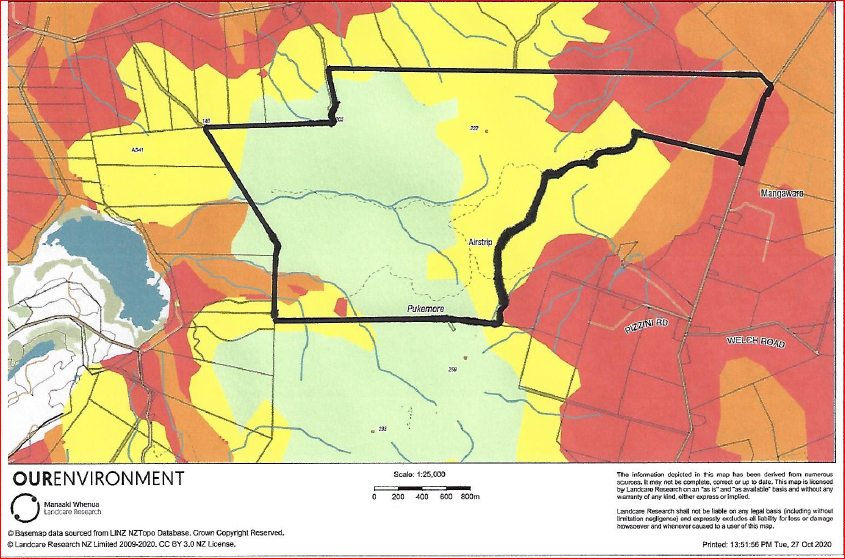 146
203
A341
222
Mangawara
Airstrip
Pukemore
PIZZINI RD
WELCH ROAD
259
293
OURENVIRONMENT
Manaaki Whenua
Landcare Research
Scale: 1:25,000
0 200 400 600 800m
The information depicted in this map has been derived from numerous
sources. It may not be complete, correct or up to date. This map is licensed
by Landcare Research on an "as is" and "as available" basis and without any
warranty of any kind, either express or implied.
Landcare Research shall not be liable on any legal basis (including without
limitation negligence) and expressly excludes all liability for loss or damage
howsoever and whenever caused to a user of this map.
© Basemap data sourced from LINZ NZTopo Database. Crown Copyright Reserved.
© Landcare Research NZ Limited 2009-2020. CC BY 3.0 NZ License.
Printed: 13:51:56 PM Tue, 27 Oct 2020